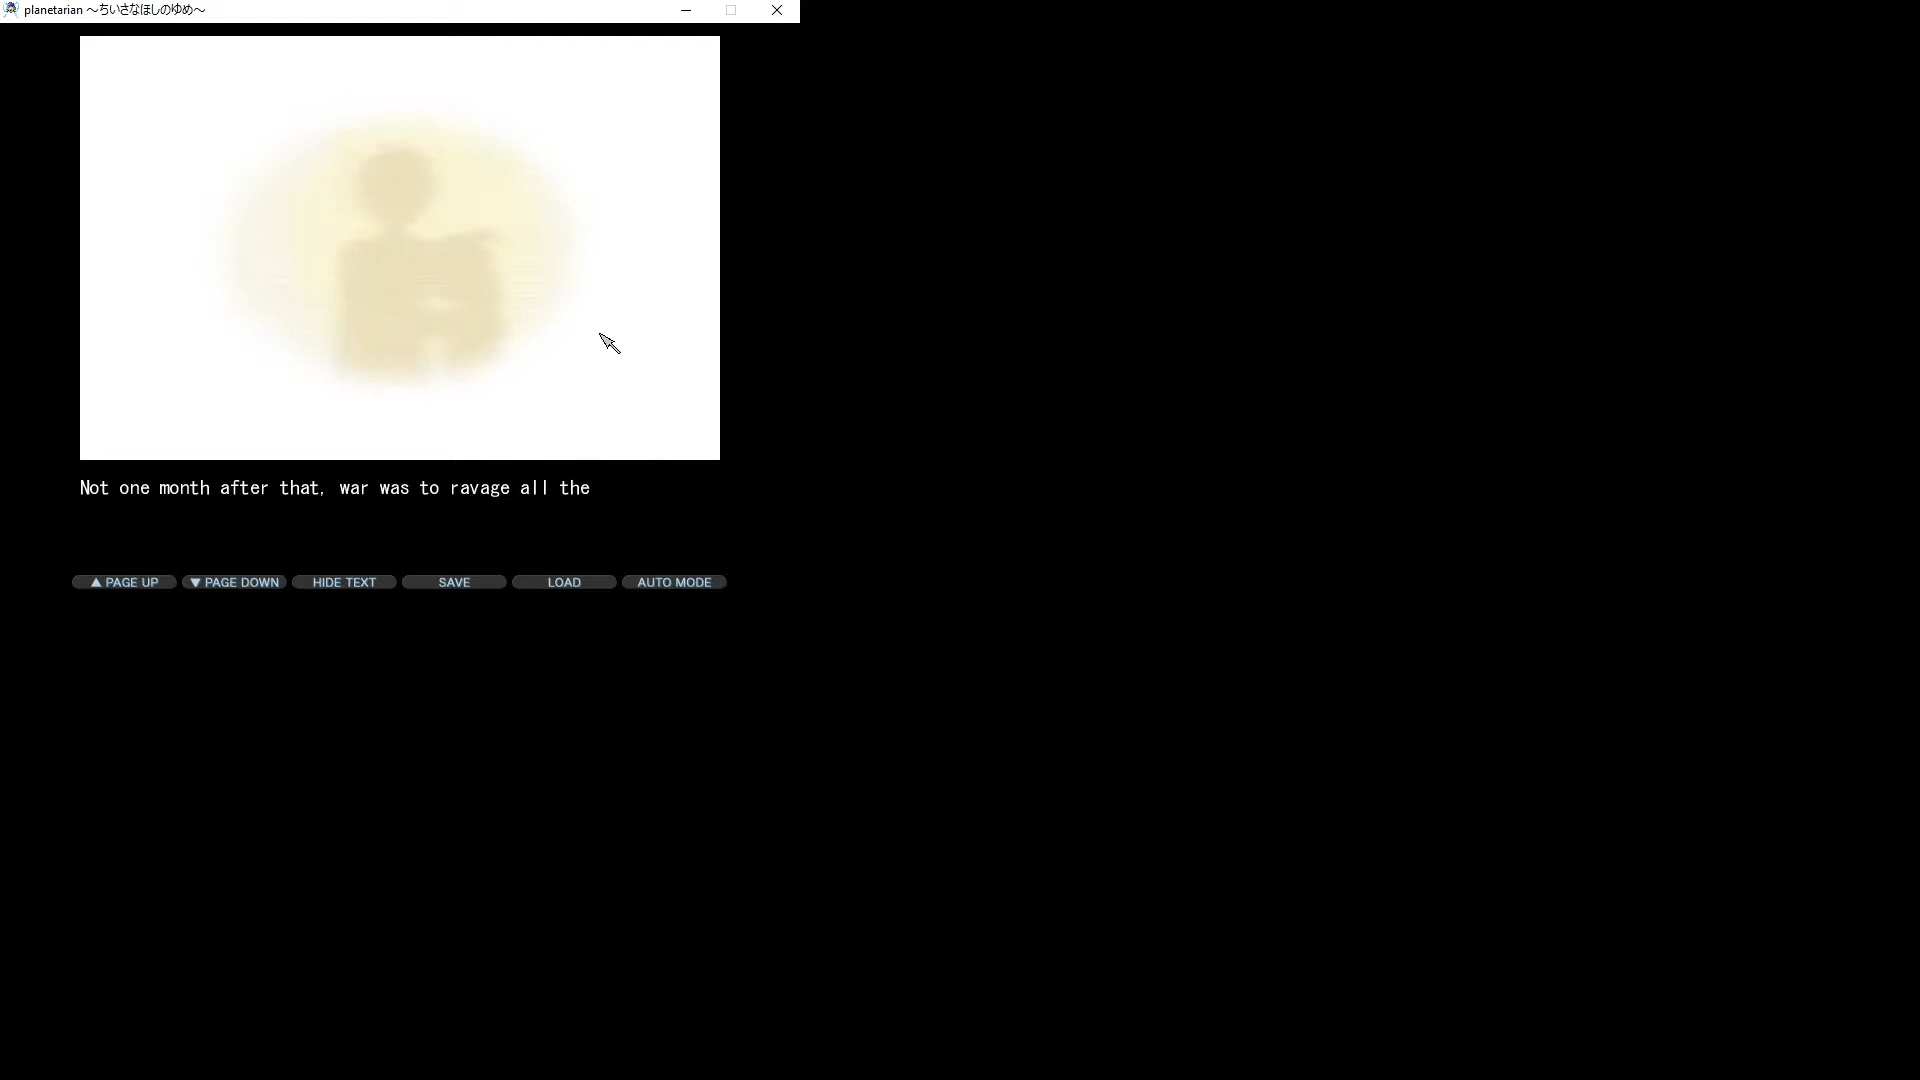 planetarian ～ちいさなほしのゆめ～
Not one month after that, war was to ravage all the
▲ PAGE UP
▼ PAGE DOWN
HIDE TEXT
SAVE
LOAD
AUTO MODE